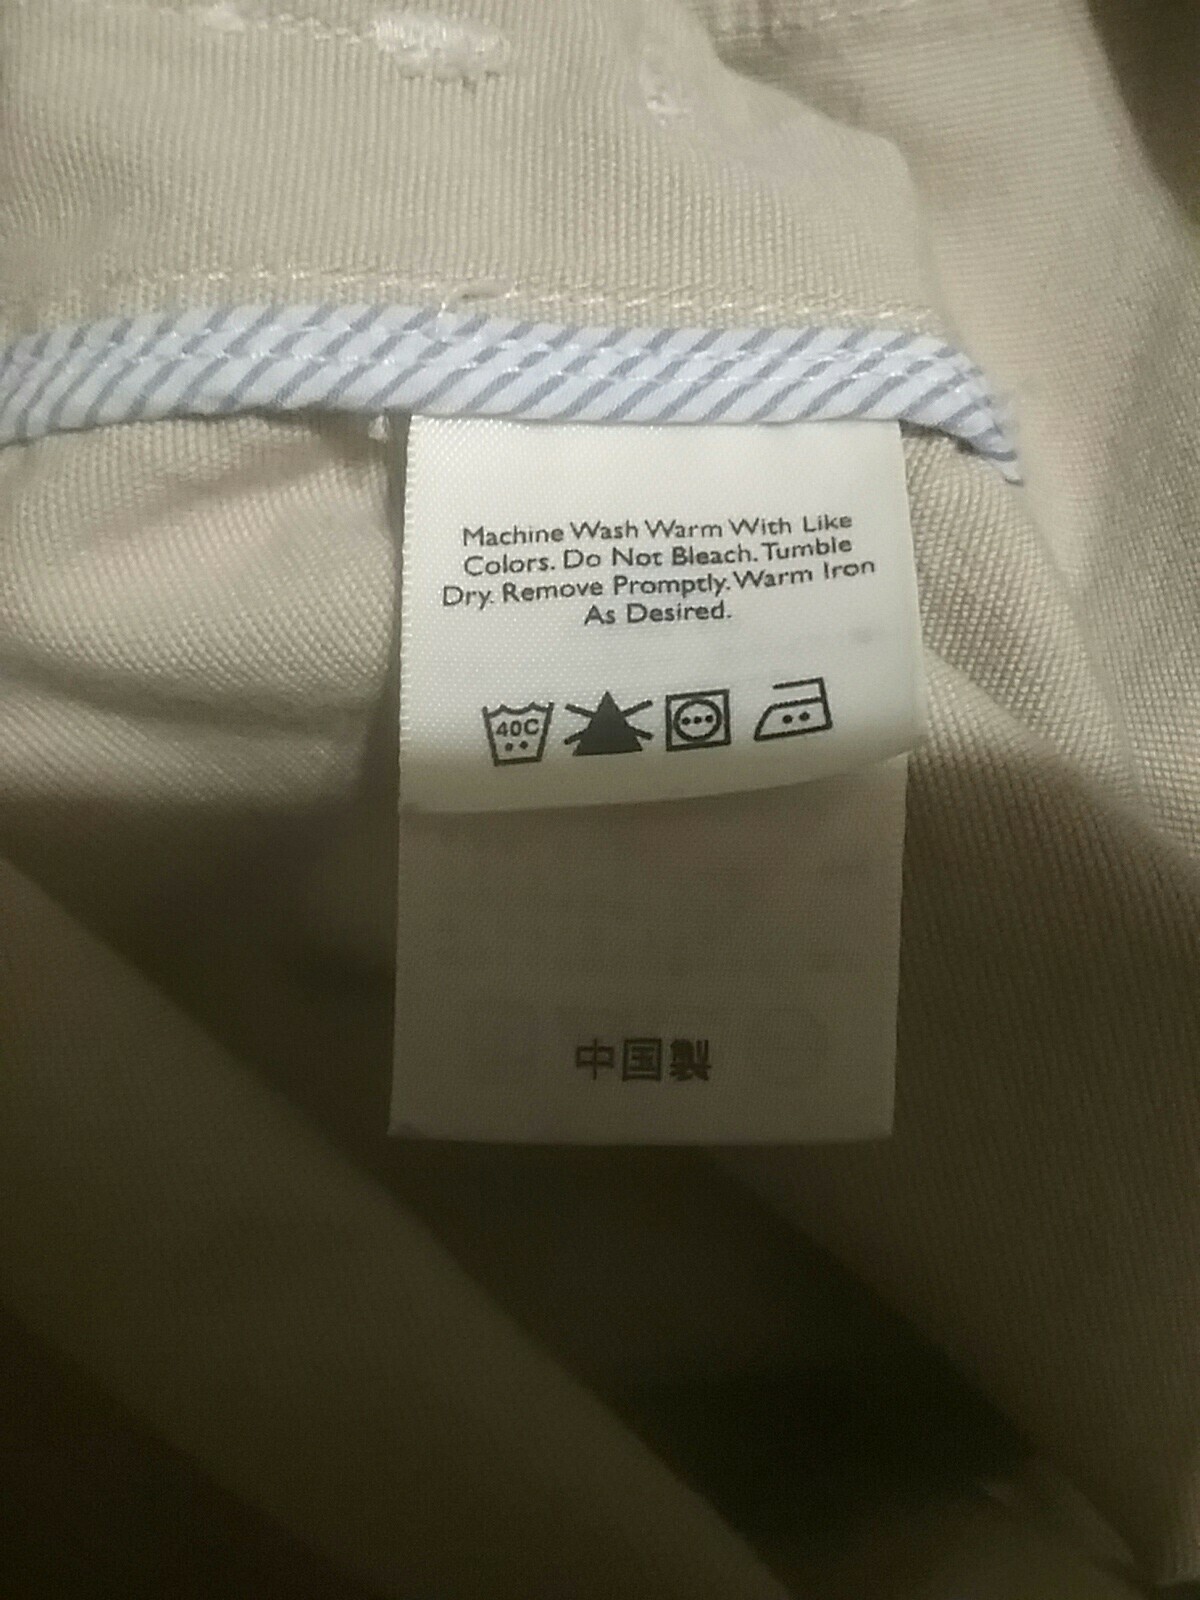 Machine Wash Warm With Like
Colors. Do Not Bleach. Tumble
Dry. Remove Promptly. Warm Iron
As Desired.
40C
中国製